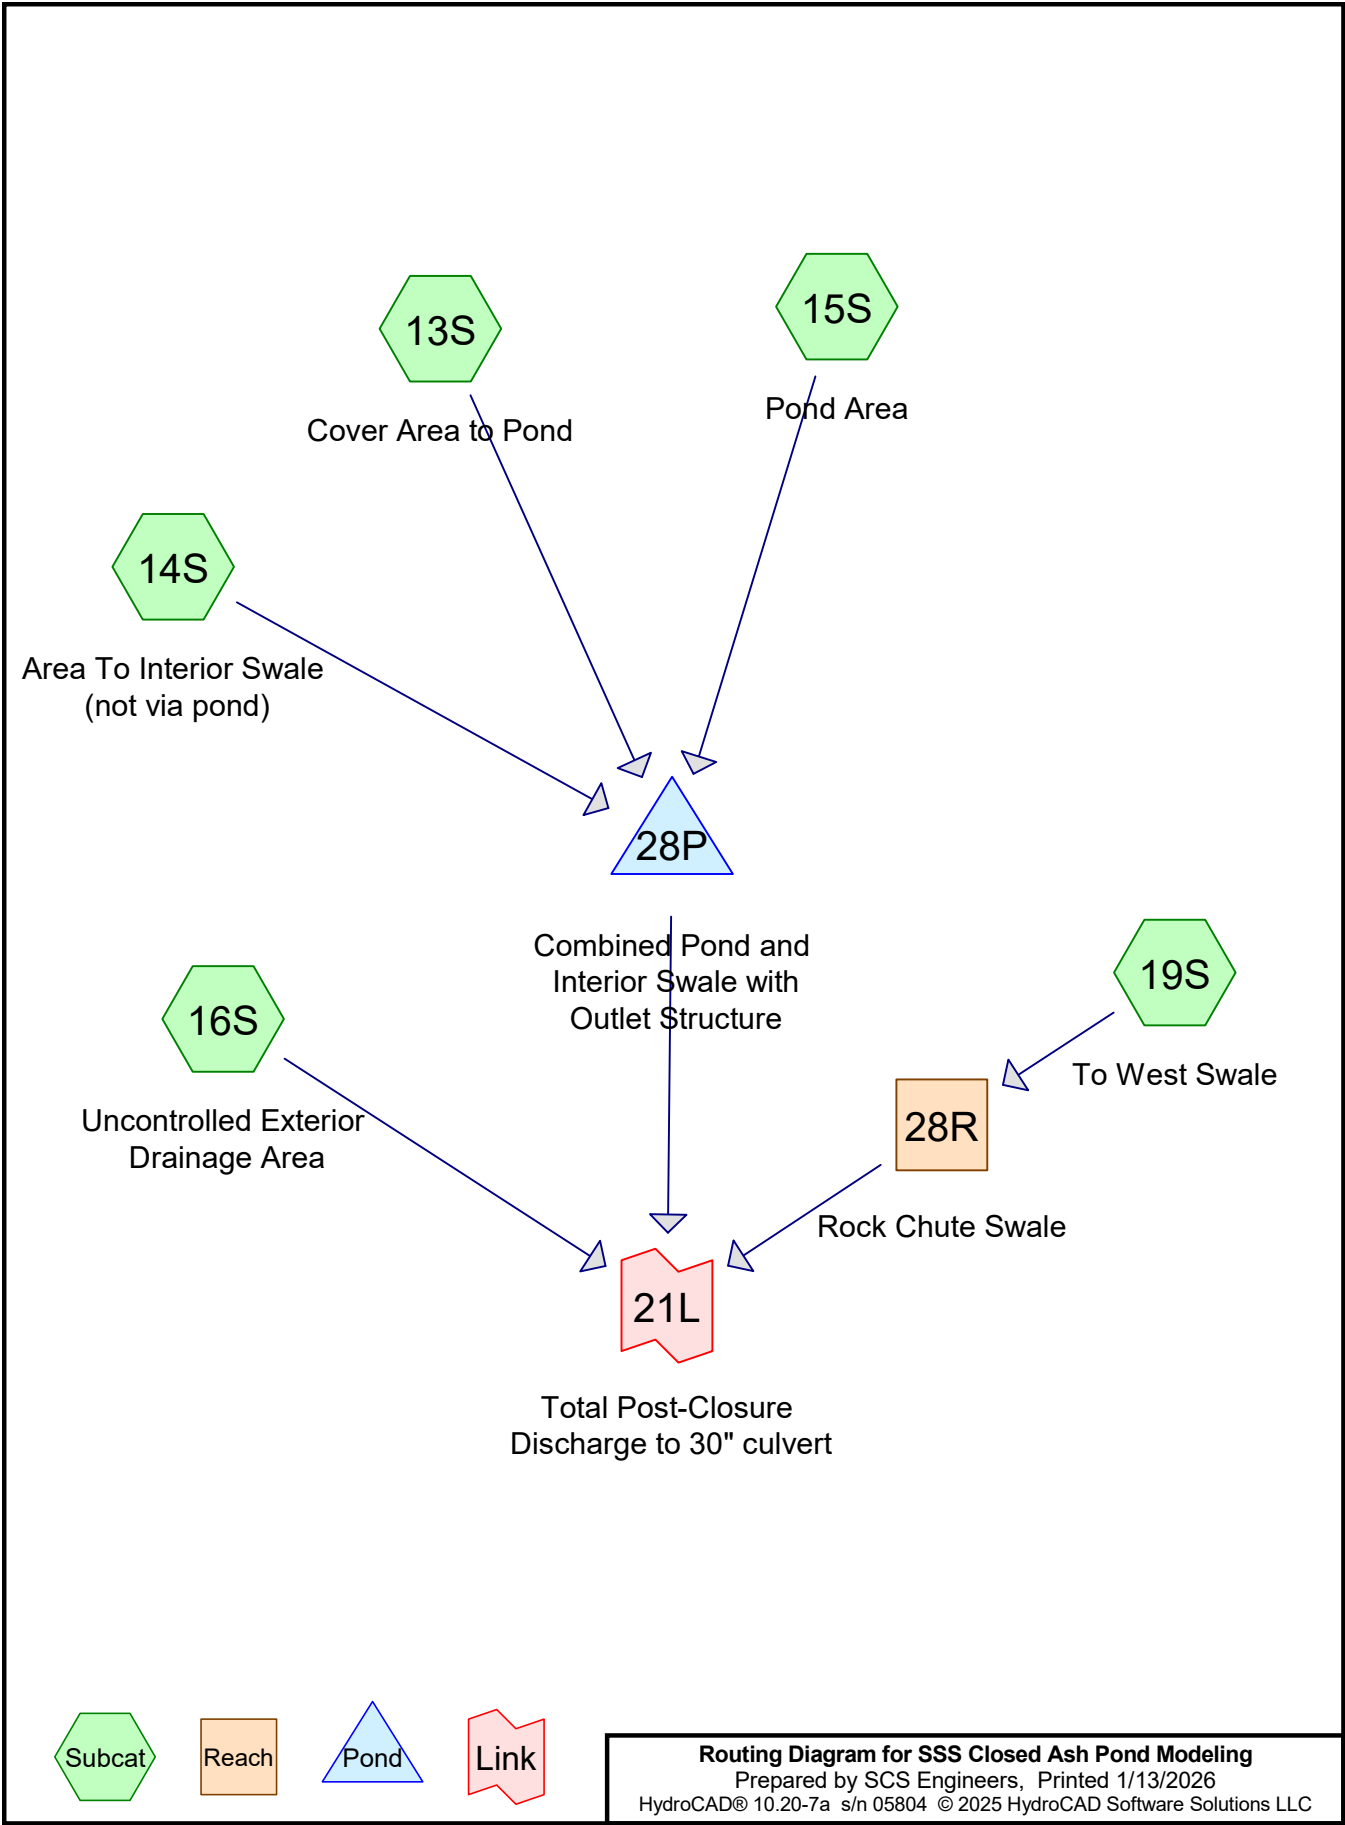 15S
Pond Area
13S
Cover Area to Pond
14S
Area To Interior Swale
(not via pond)
28P
Combined Pond and
Interior Swale with
Outlet Structure
19S
To West Swale
16S
Uncontrolled Exterior
Drainage Area
28R
Rock Chute Swale
21L
Total Post-Closure
Discharge to 30" culvert
Subcat
Reach
Pond
Link
Routing Diagram for SSS Closed Ash Pond Modeling
Prepared by SCS Engineers,  Printed 1/13/2026
HydroCAD® 10.20-7a  s/n 05804  © 2025 HydroCAD Software Solutions LLC